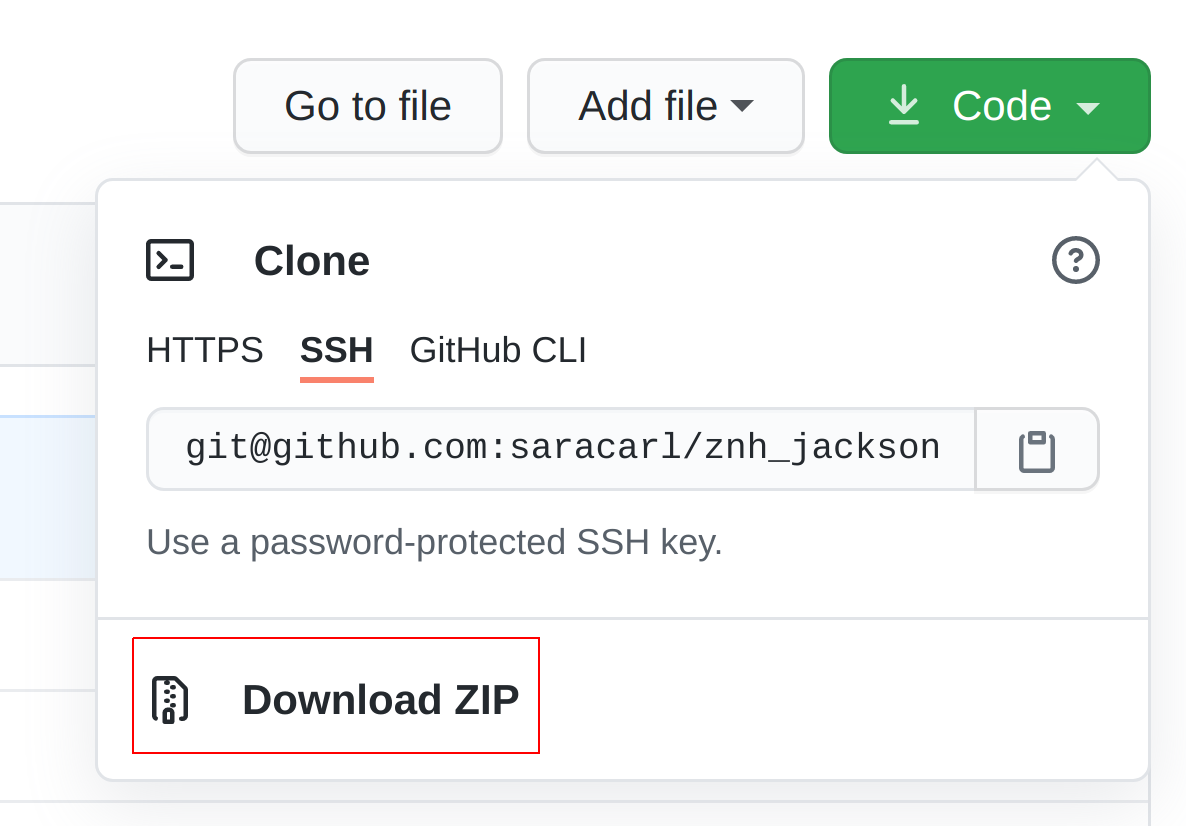 Go to file Add file Code
Clone
HTTPS SSH GitHub CLI
git@github.com:saracarl/znh_jackson
Use a password-protected SSH key.
Download ZIP